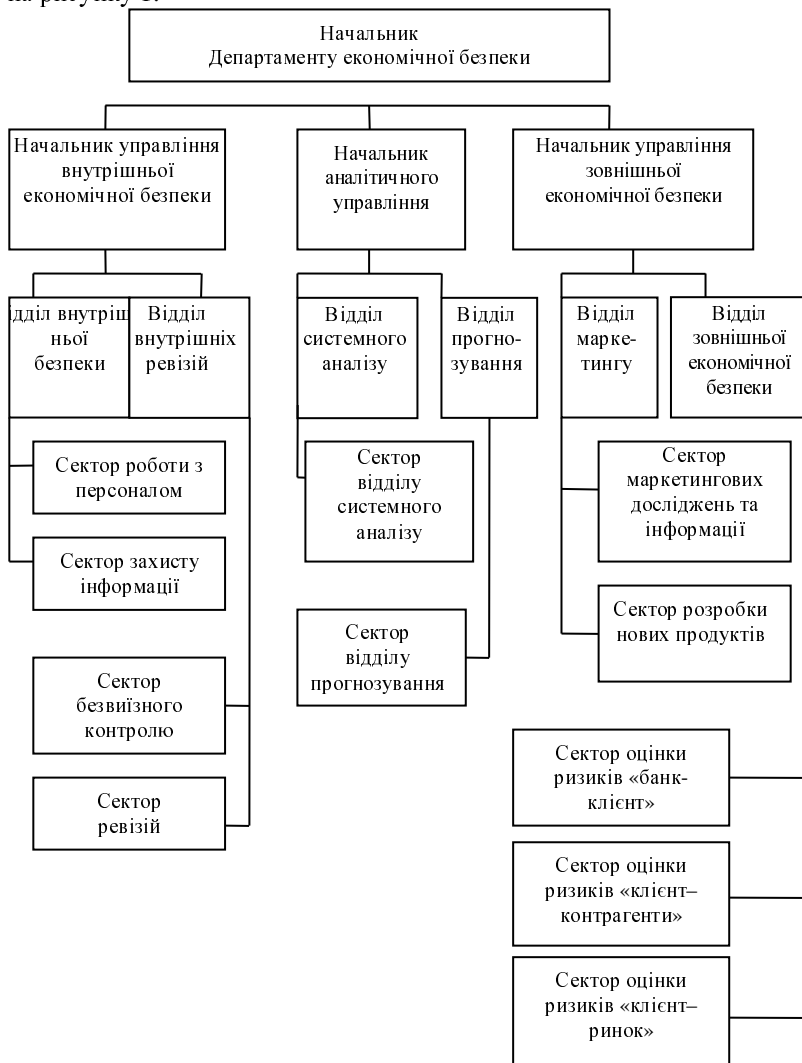 Начальник
Департаменту економічної безпеки
Начальник управління
внутрішньої
економічної безпеки
Начальник
аналітичного
управління
Начальник управління
зовнішньої
економічної безпеки
ідділ внутріш
ньої
безпеки
Відділ
внутрішніх
ревізій
Відділ
системного
аналізу
Відділ
прогно-
зування
Відділ
марке-
тингу
Відділ
зовнішньої
економічної
безпеки
Сектор роботи з
персоналом
Сектор захисту
інформації
Сектор
безвиїзного
контролю
Сектор
ревізій
Сектор
відділу
системного
аналізу
Сектор
відділу
прогнозування
Сектор
маркетингових
досліджень та
інформації
Сектор розробки
нових продуктів
Сектор оцінки
ризиків «банк-
клієнт»
Сектор оцінки
ризиків «клієнт–
контрагенти»
Сектор оцінки
ризиків «клієнт–
ринок»